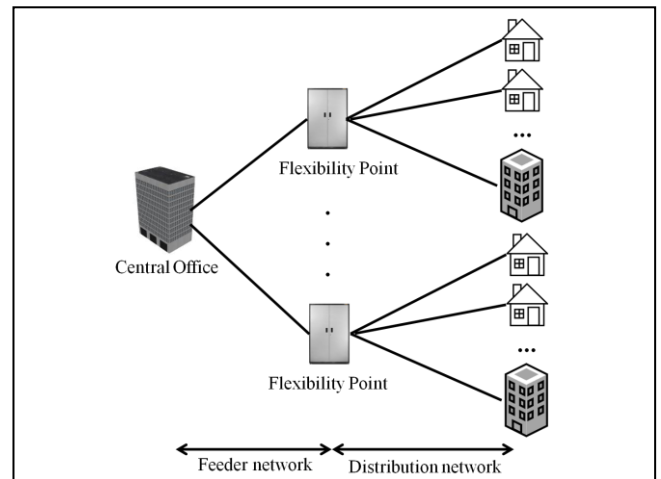 Flexibility Point
...
Central Office
Flexibility Point
...
Feeder network
Distribution network